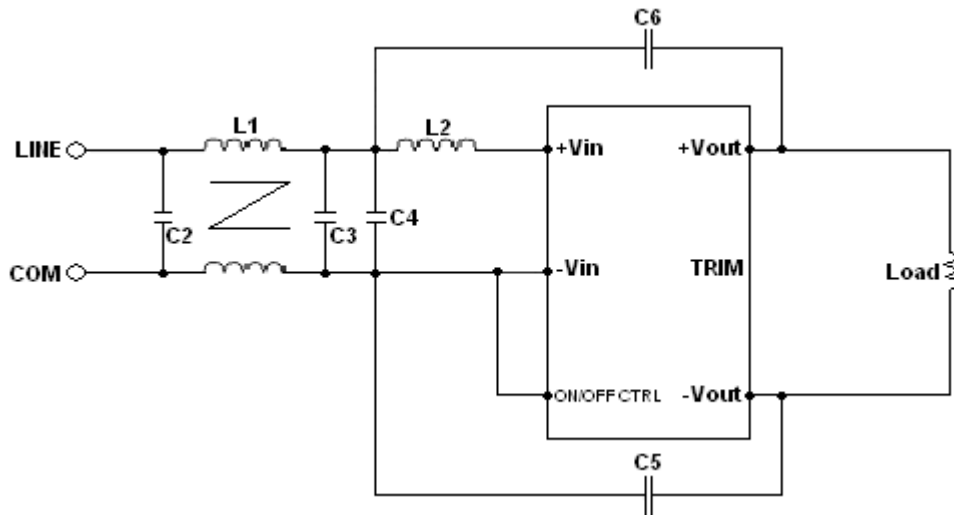 C6
L1
L2
LINE
+Vin
+Vout
C2
C3
C4
COM
-Vin
TRIM
Load
ON/OFF CTRL
-Vout
C5